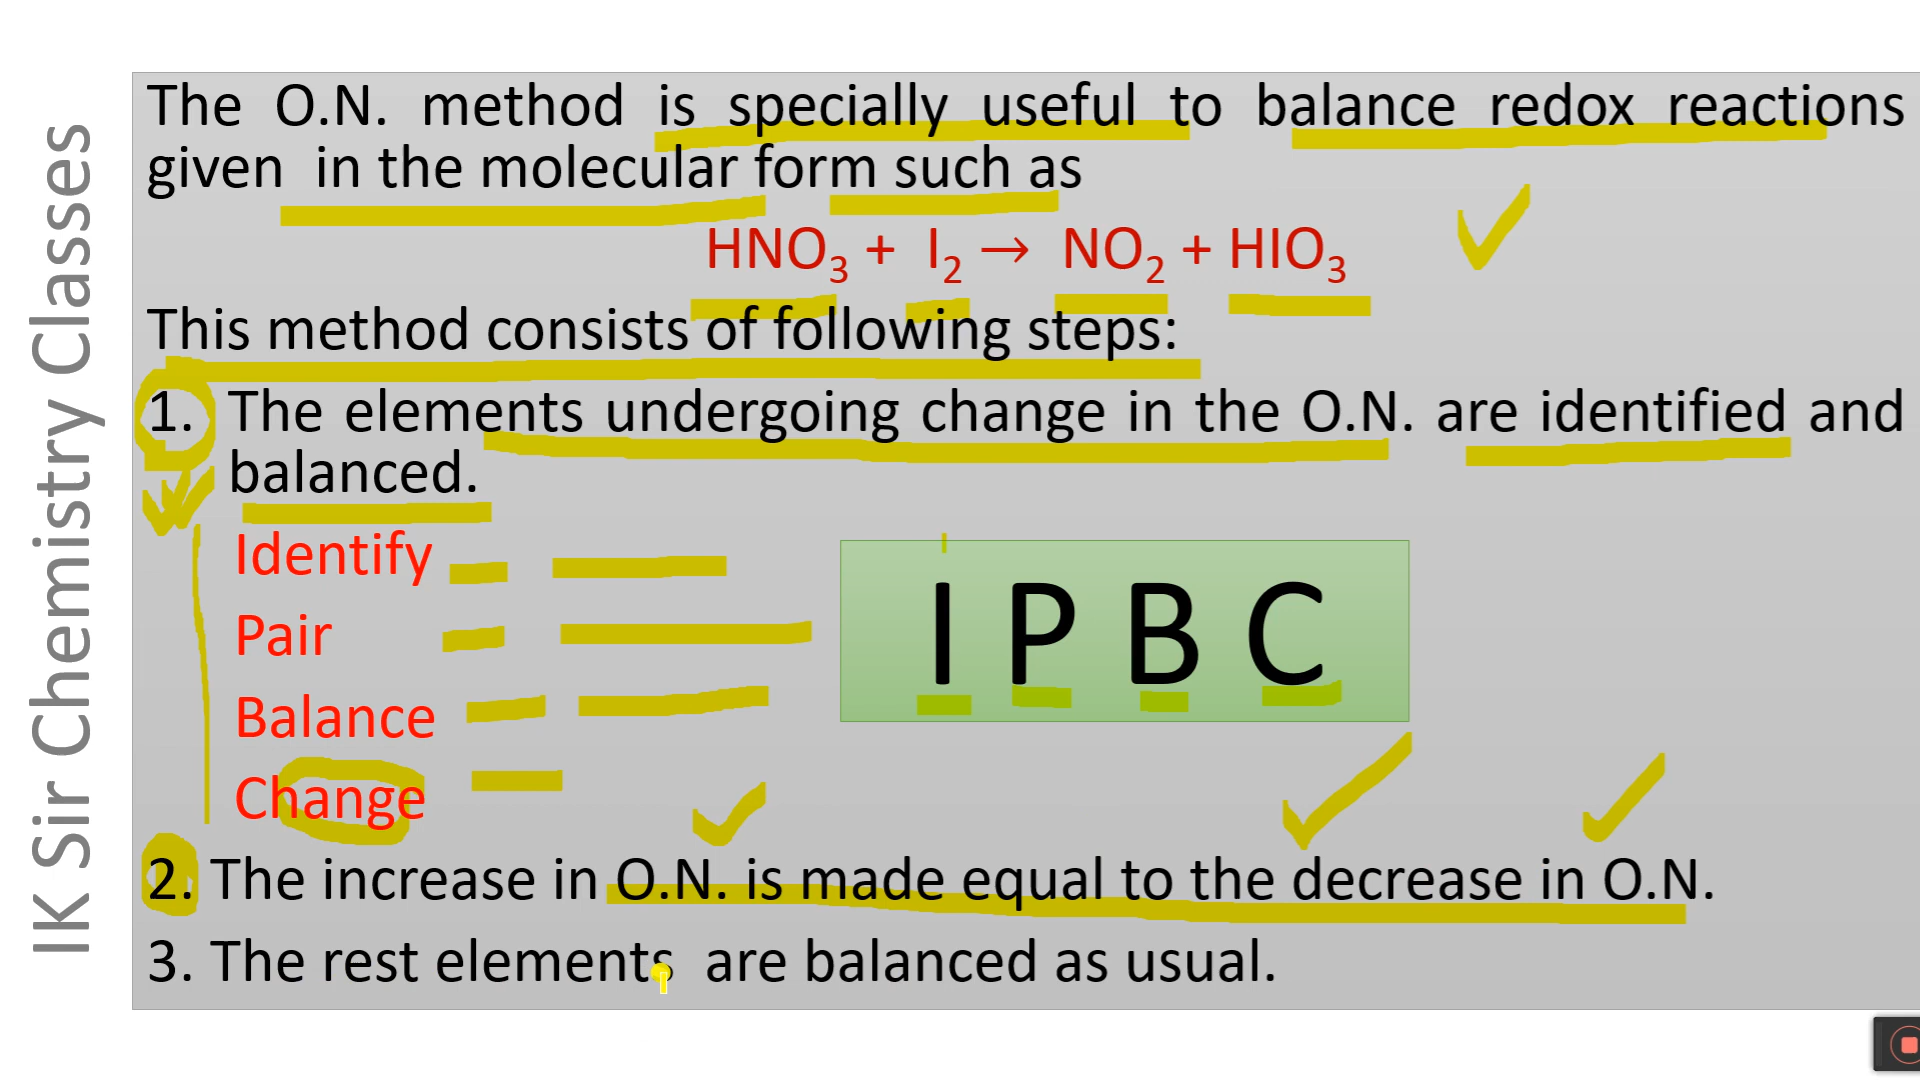 IK Sir Chemistry Classes
The O.N. method is specially useful to balance redox reactions
given in the molecular form such as
HNO₃ + I₂ → NO₂ + HIO₃
This method consists of following steps:
1. The elements undergoing change in the O.N. are identified and
balanced.
Identify
Pair
Balance
Change
I P B C
2. The increase in O.N. is made equal to the decrease in O.N.
3. The rest elements are balanced as usual.